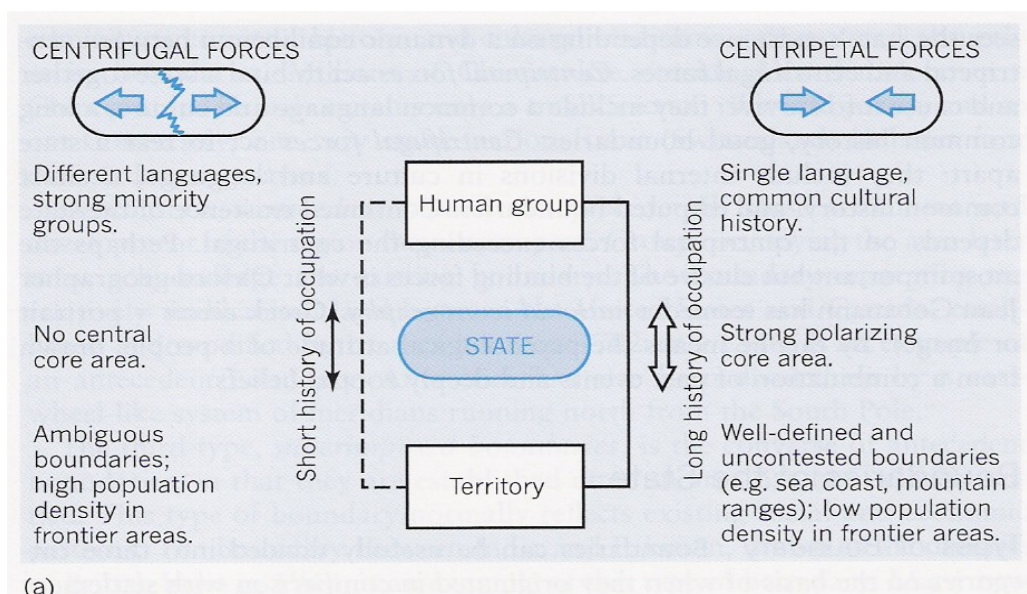 CENTRIFUGAL FORCES
Different languages,
strong minority
groups.
No central
core area.
Ambiguous
boundaries;
high population
density in
frontier areas.
Short history of occupation
Human group
STATE
Territory
Long history of occupation
CENTRIPETAL FORCES
Single language,
common cultural
history.
Strong polarizing
core area.
Well-defined and
uncontested boundaries
(e.g. sea coast, mountain
ranges); low population
density in frontier areas.
(a)